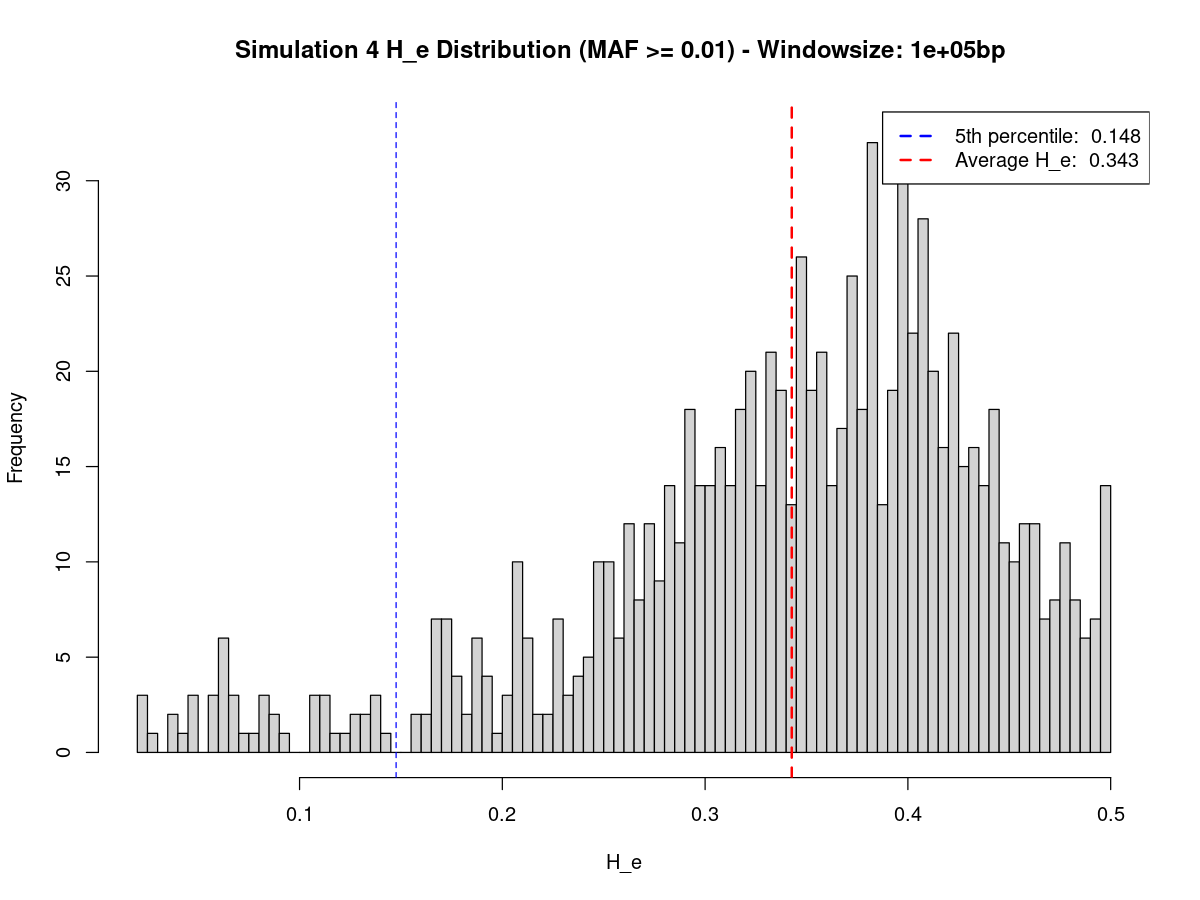 Simulation 4 H_e Distribution (MAF >= 0.01) - Windowsize: 1e+05bp
5th percentile:  0.148
Average H_e:  0.343
Frequency
30
25
20
15
10
5
0
0.1
0.2
0.3
0.4
0.5
H_e